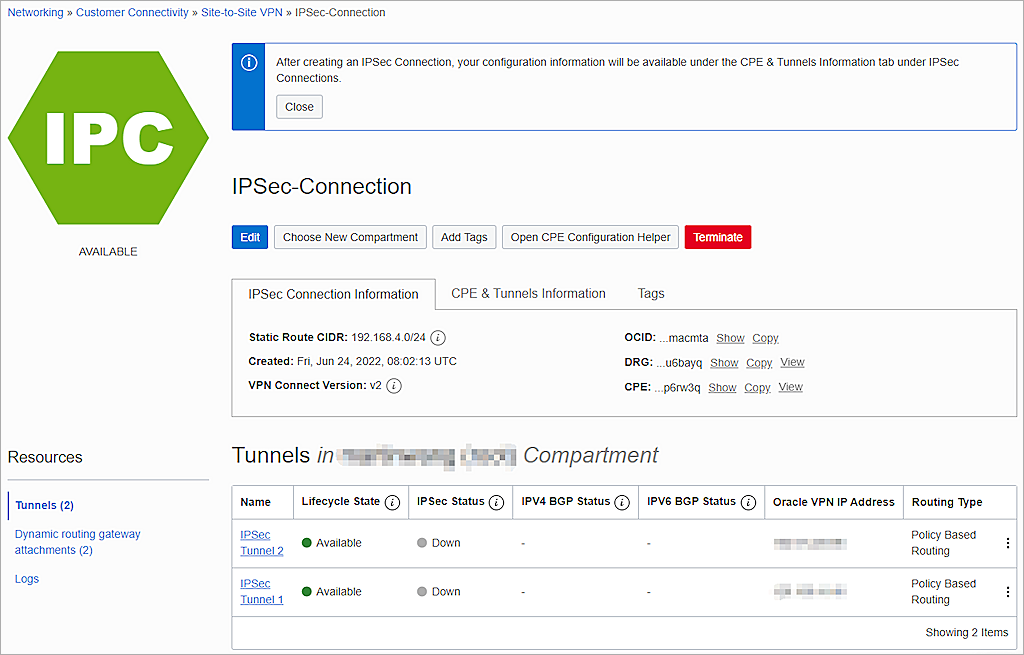 Networking » Customer Connectivity » Site-to-Site VPN » IPSec-Connection
IPC
AVAILABLE
After creating an IPSec Connection, your configuration information will be available under the CPE & Tunnels Information tab under IPSec
Connections.
Close
IPSec-Connection
Edit
Choose New Compartment
Add Tags
Open CPE Configuration Helper
Terminate
IPSec Connection Information
CPE & Tunnels Information
Tags
Static Route CIDR: 192.168.4.0/24
Created: Fri, Jun 24, 2022, 08:02:13 UTC
VPN Connect Version: v2
OCID: ...macmta Show Copy
DRG: ...u6bayq Show Copy View
CPE: ...p6rw3q Show Copy View
Resources
Tunnels (2)
Dynamic routing gateway
attachments (2)
Logs
Tunnels in Compartment
Name Lifecycle State IPSec Status IPV4 BGP Status IPV6 BGP Status Oracle VPN IP Address Routing Type
IPSec
Tunnel 2
Available
Down
-
-
Policy Based
Routing
IPSec
Tunnel 1
Available
Down
-
-
Policy Based
Routing
Showing 2 Items